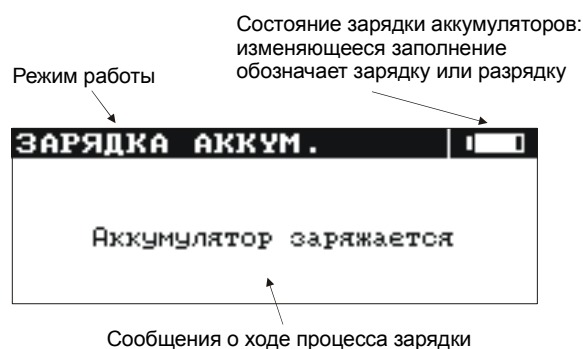 Состояние зарядки аккумуляторов:
изменяющееся заполнение
обозначает зарядку или разрядку
Режим работы
ЗАРЯДКА АККУМ.
Аккумулятор заряжается
Сообщения о ходе процесса зарядки